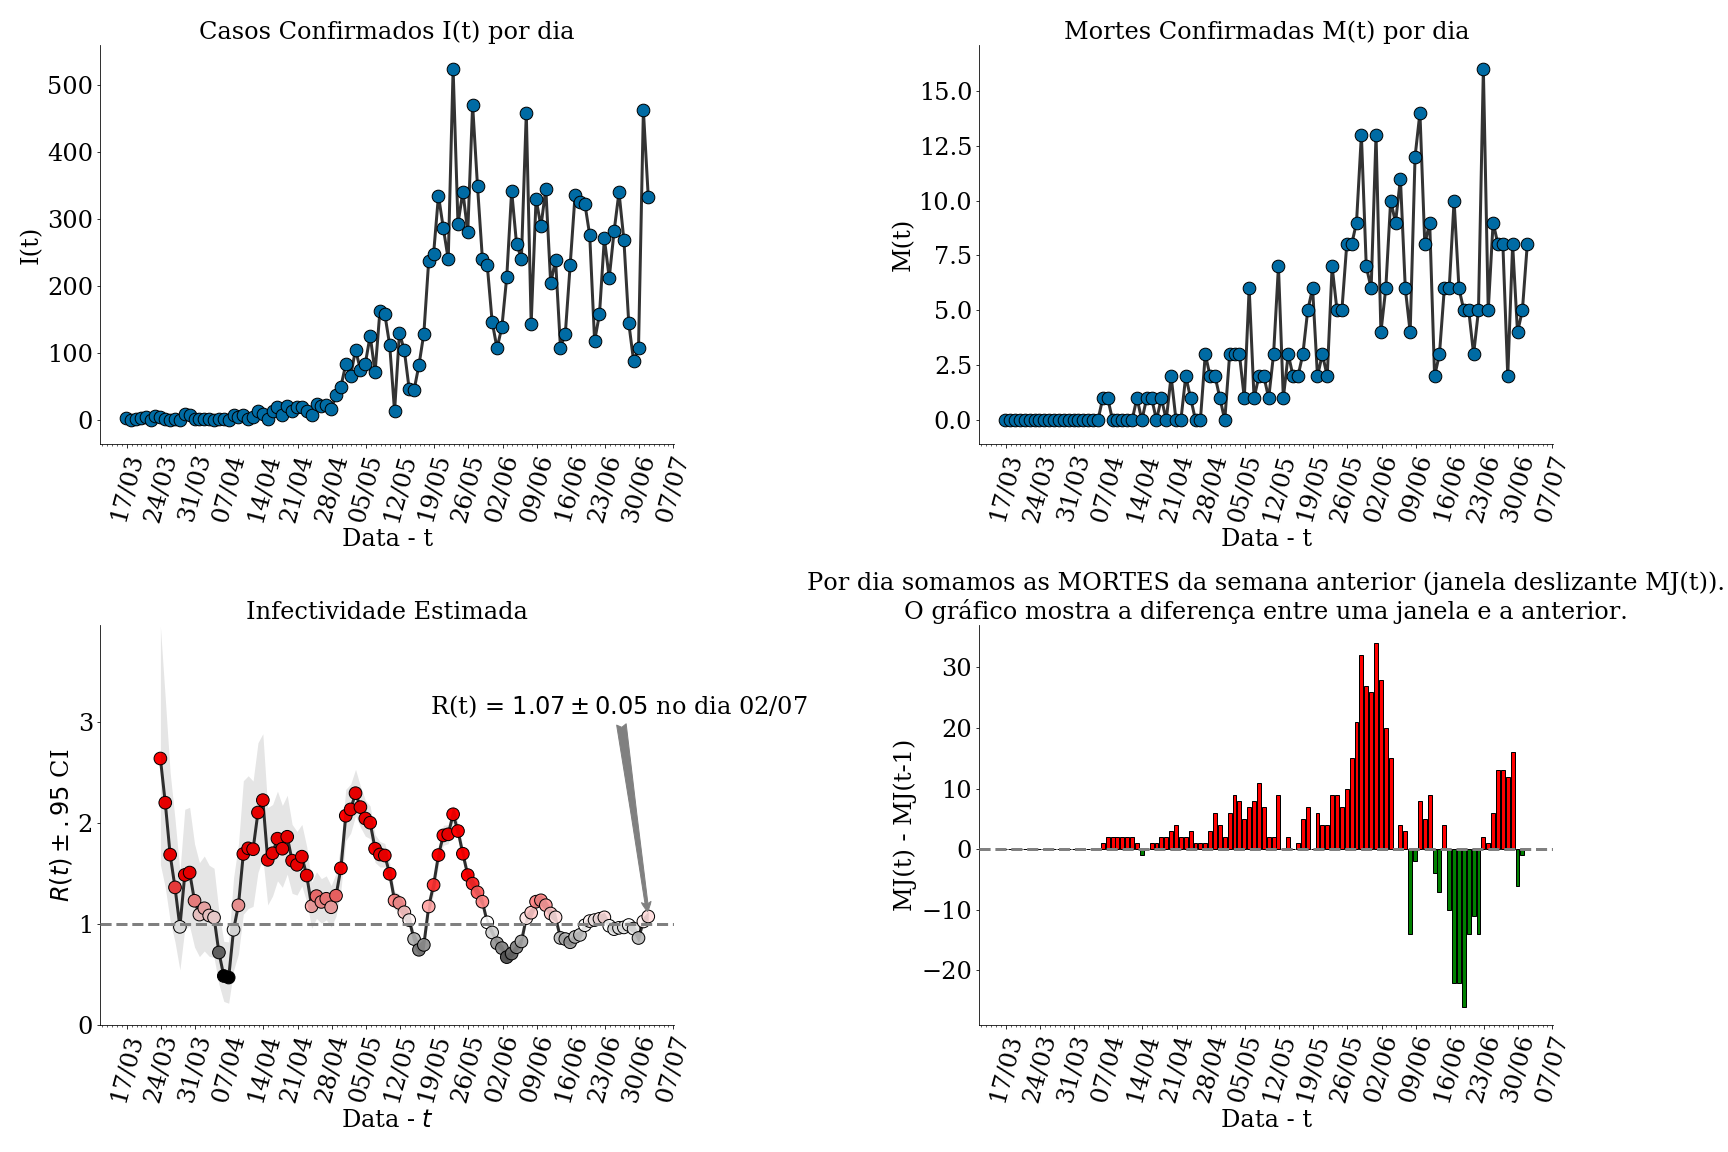 Casos Confirmados I(t) por dia
500
400
300
200
100
0
I(t)
17/03 24/03 31/03 07/04 14/04 21/04 28/04 05/05 12/05 19/05 26/05 02/06 09/06 16/06 23/06 30/06 07/07
Data - t
Mortes Confirmadas M(t) por dia
15.0
12.5
10.0
7.5
5.0
2.5
0.0
M(t)
17/03 24/03 31/03 07/04 14/04 21/04 28/04 05/05 12/05 19/05 26/05 02/06 09/06 16/06 23/06 30/06 07/07
Data - t
Infectividade Estimada
R(t) = 1.07 ± 0.05 no dia 02/07
3
2
1
0
R(t) ± .95 CI
17/03 24/03 31/03 07/04 14/04 21/04 28/04 05/05 12/05 19/05 26/05 02/06 09/06 16/06 23/06 30/06 07/07
Data - t
Por dia somamos as MORTES da semana anterior (janela deslizante MJ(t)).
O gráfico mostra a diferença entre uma janela e a anterior.
30
20
10
0
−10
−20
MJ(t) - MJ(t-1)
17/03 24/03 31/03 07/04 14/04 21/04 28/04 05/05 12/05 19/05 26/05 02/06 09/06 16/06 23/06 30/06 07/07
Data - t